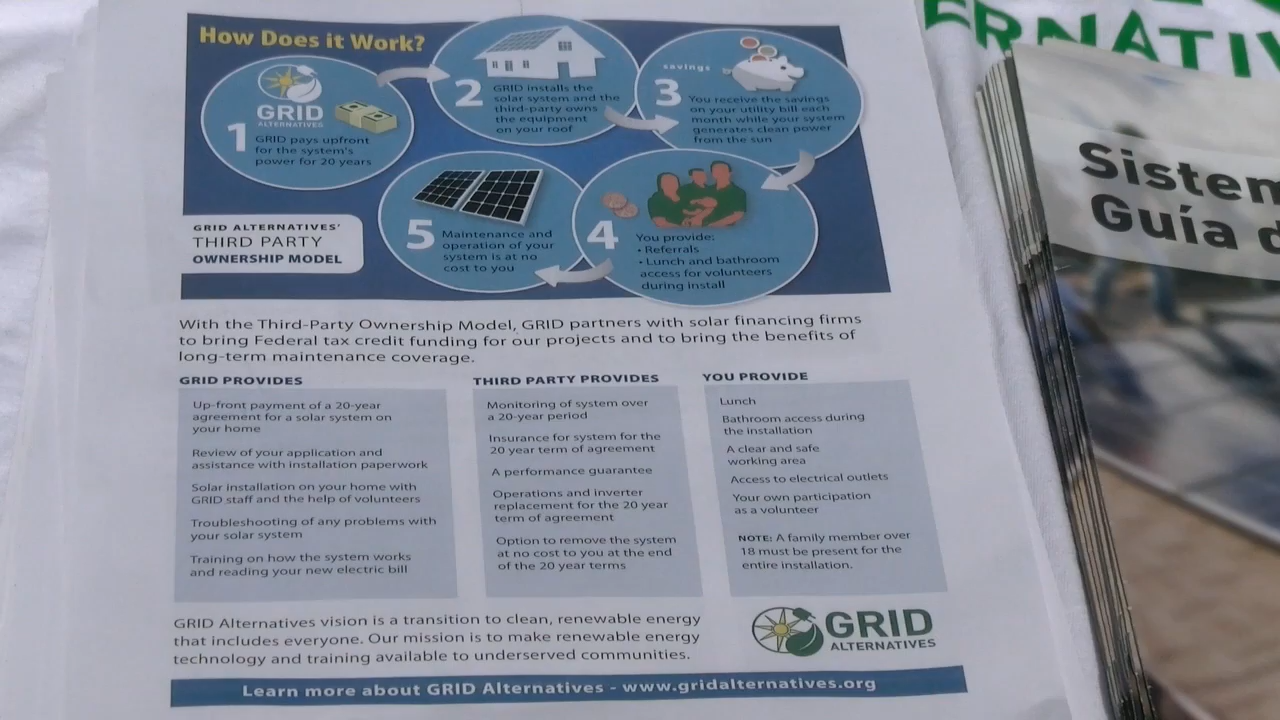 How Does it Work?
GRID
ALTERNATIVES
1
GRID pays upfront
for the system's
power for 20 years
2
GRID installs the
solar system and the
third-party owns
the equipment
on your roof
savings
3
You receive the savings
on your utility bill each
month while your system
generates clean power
from the sun
4
You provide:
• Referrals
• Lunch and bathroom
access for volunteers
during install
5
Maintenance and
operation of your
system is at no
cost to you
GRID ALTERNATIVES'
THIRD PARTY
OWNERSHIP MODEL
With the Third-Party Ownership Model, GRID partners with solar financing firms
to bring Federal tax credit funding for our projects and to bring the benefits of
long-term maintenance coverage.
GRID PROVIDES
Up-front payment of a 20-year
agreement for a solar system on
your home
Review of your application and
assistance with installation paperwork
Solar installation on your home with
GRID staff and the help of volunteers
Troubleshooting of any problems with
your solar system
Training on how the system works
and reading your new electric bill
THIRD PARTY PROVIDES
Monitoring of system over
a 20-year period
Insurance for system for the
20 year term of agreement
A performance guarantee
Operations and inverter
replacement for the 20 year
term of agreement
Option to remove the system
at no cost to you at the end
of the 20 year terms
YOU PROVIDE
Lunch
Bathroom access during
the installation
A clear and safe
working area
Access to electrical outlets
Your own participation
as a volunteer
NOTE: A family member over
18 must be present for the
entire installation.
GRID Alternatives vision is a transition to clean, renewable energy
that includes everyone. Our mission is to make renewable energy
technology and training available to underserved communities.
GRID
ALTERNATIVES
Learn more about GRID Alternatives - www.gridalternatives.org
ERNATIV
Sistem
Guía d